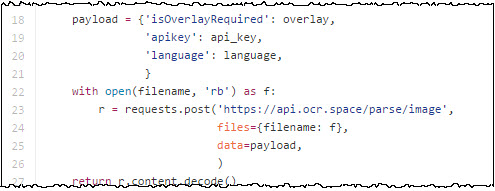 18 payload = {'isOverlayRequired': overlay,
19 'apikey': api_key,
20 'language': language,
21 }
22 with open(filename, 'rb') as f:
23 r = requests.post('https://api.ocr.space/parse/image',
24 files={filename: f},
25 data=payload,
26 )
27 return r.content.decode()